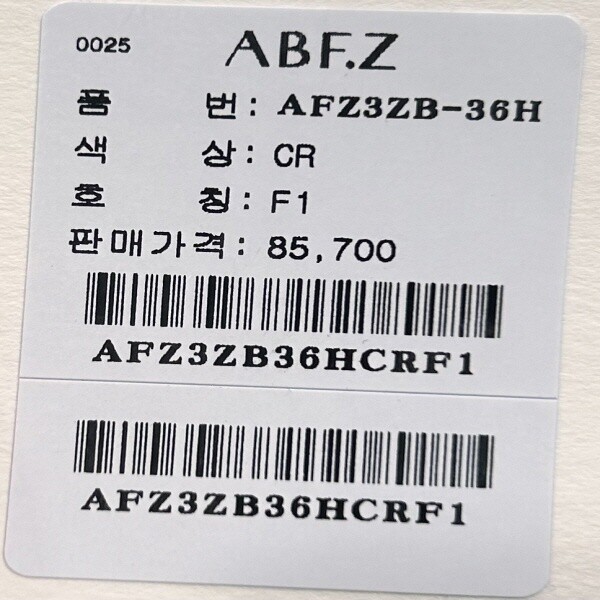 0025 ABF.Z
품 번: AFZ3ZB-36H
색 상: CR
호 칭: F1
판매가격: 85,700
AFZ3ZB36HCRF1
AFZ3ZB36HCRF1